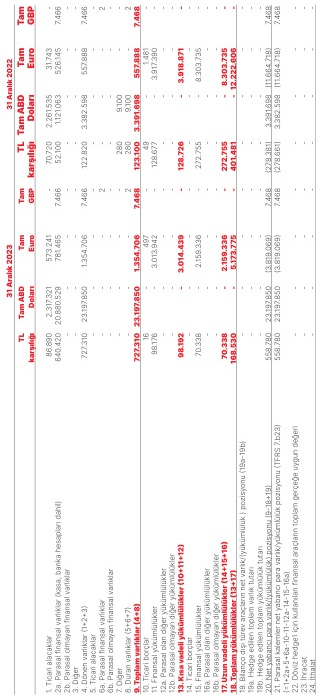 31 Aralık 2023 31 Aralık 2022
TL Tam ABD Tam Tam TL Tam ABD Tam Tam
karşılığı Doları Euro GBP karşılığı Doları Euro GBP
1. Ticari alacaklar 86.890 2.317.321 573.241 - 70.720 2.261.535 31.743 -
2a. Parasal finansal varlıklar (kasa, banka hesapları dahil) 640.420 20.880.529 781.465 7.466 52.100 1.121.063 526.145 7.466
2b. Parasal olmayan finansal varlıklar - - - - - - - -
3. Diğer - - - - - - - -
4. Dönen varlıklar (1+2+3) 727.310 23.197.850 1.354.706 7.466 122.820 3.382.598 557.888 7.466
5. Ticari alacaklar - - - - - - - -
6a. Parasal finansal varlıklar - - - 2 - - - 2
6b. Parasal olmayan finansal varlıklar - - - - - - - -
7. Diğer - - - - 280 9.100 - -
8. Duran varlıklar (5+6+7) - - - 2 280 9.100 - 2
9. Toplam varlıklar (4+8) 727.310 23.197.850 1.354.706 7.468 123.100 3.391.698 557.888 7.468
10. Ticari borçlar 16 - 497 - 49 - 1.481 -
11. Finansal yükümlülükler 98.176 - 3.013.942 - 128.677 - 3.917.390 -
12a. Parasal olan diğer yükümlülükler - - - - - - - -
12b. Parasal olmayan diğer yükümlülükler - - - - - - - -
13. Kısa vadeli yükümlülükler (10+11+12) 98.192 - 3.014.439 - 128.726 - 3.918.871 -
14. Ticari borçlar - - - - - - - -
15. Finansal yükümlülükler 70.338 - 2.159.336 - 272.755 - 8.303.735 -
16a. Parasal olan diğer yükümlülükler - - - - - - - -
16b. Parasal olmayan diğer yükümlülükler - - - - - - - -
17. Uzun vadeli yükümlülükler (14+15+16) 70.338 - 2.159.336 - 272.755 - 8.303.735 -
18. Toplam yükümlülükler (13+17) 168.530 - 5.173.775 - 401.481 - 12.222.606 -
19. Bilanço dışı türev araçların net varlık /(yükümlülük ) pozisyonu (19a-19b) - - - - - - - -
19a. Hedge edilen toplam varlık tutarı - - - - - - - -
19b. Hedge edilen toplam yükümlülük tutarı - - - - - - - -
20. Net yabancı para varlık/(yükümlülük) pozisyonu (9-18+19) 558.780 23.197.850 (3.819.069) 7.468 (278.381) 3.391.698 (11.664.718) 7.468
21. Parasal kalemler net yabancı para varlık/yükümlülük pozisyonu (TFRS 7.b23) 558.780 23.197.850 (3.819.069) 7.468 (278.661) 3.382.598 (11.664.718) 7.468
(=1+2a+5+6a-10-11-12a-14-15-16a)
22. Döviz hedge'i için kullanılan finansal araçların toplam gerçeğe uygun değeri - - - - - - - -
23. İhracat - - - - - - - -
24. İthalat - - - - - - - -